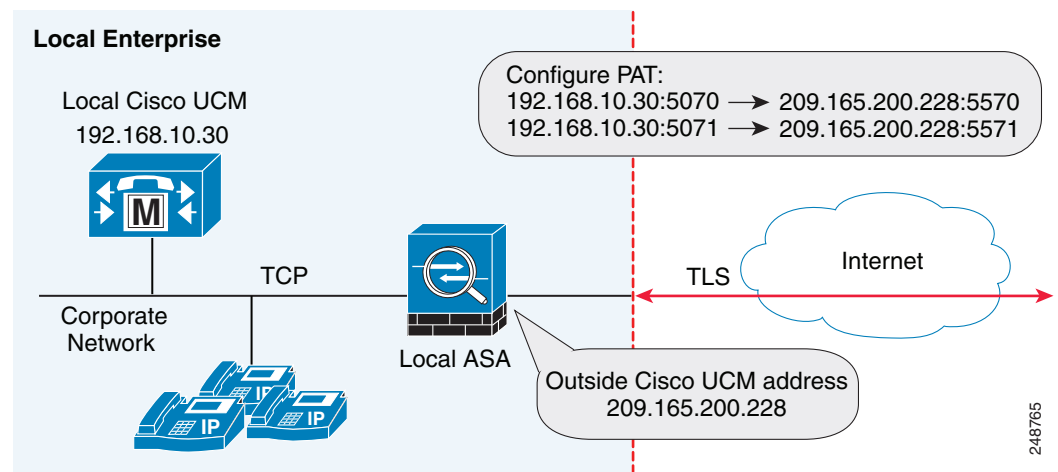 Local Enterprise
Configure PAT:
192.168.10.30:5070 → 209.165.200.228:5570
192.168.10.30:5071 → 209.165.200.228:5571
Local Cisco UCM
192.168.10.30
M
TCP
TLS
Internet
Corporate
Network
Local ASA
IP
IP
IP
Outside Cisco UCM address
209.165.200.228
248765